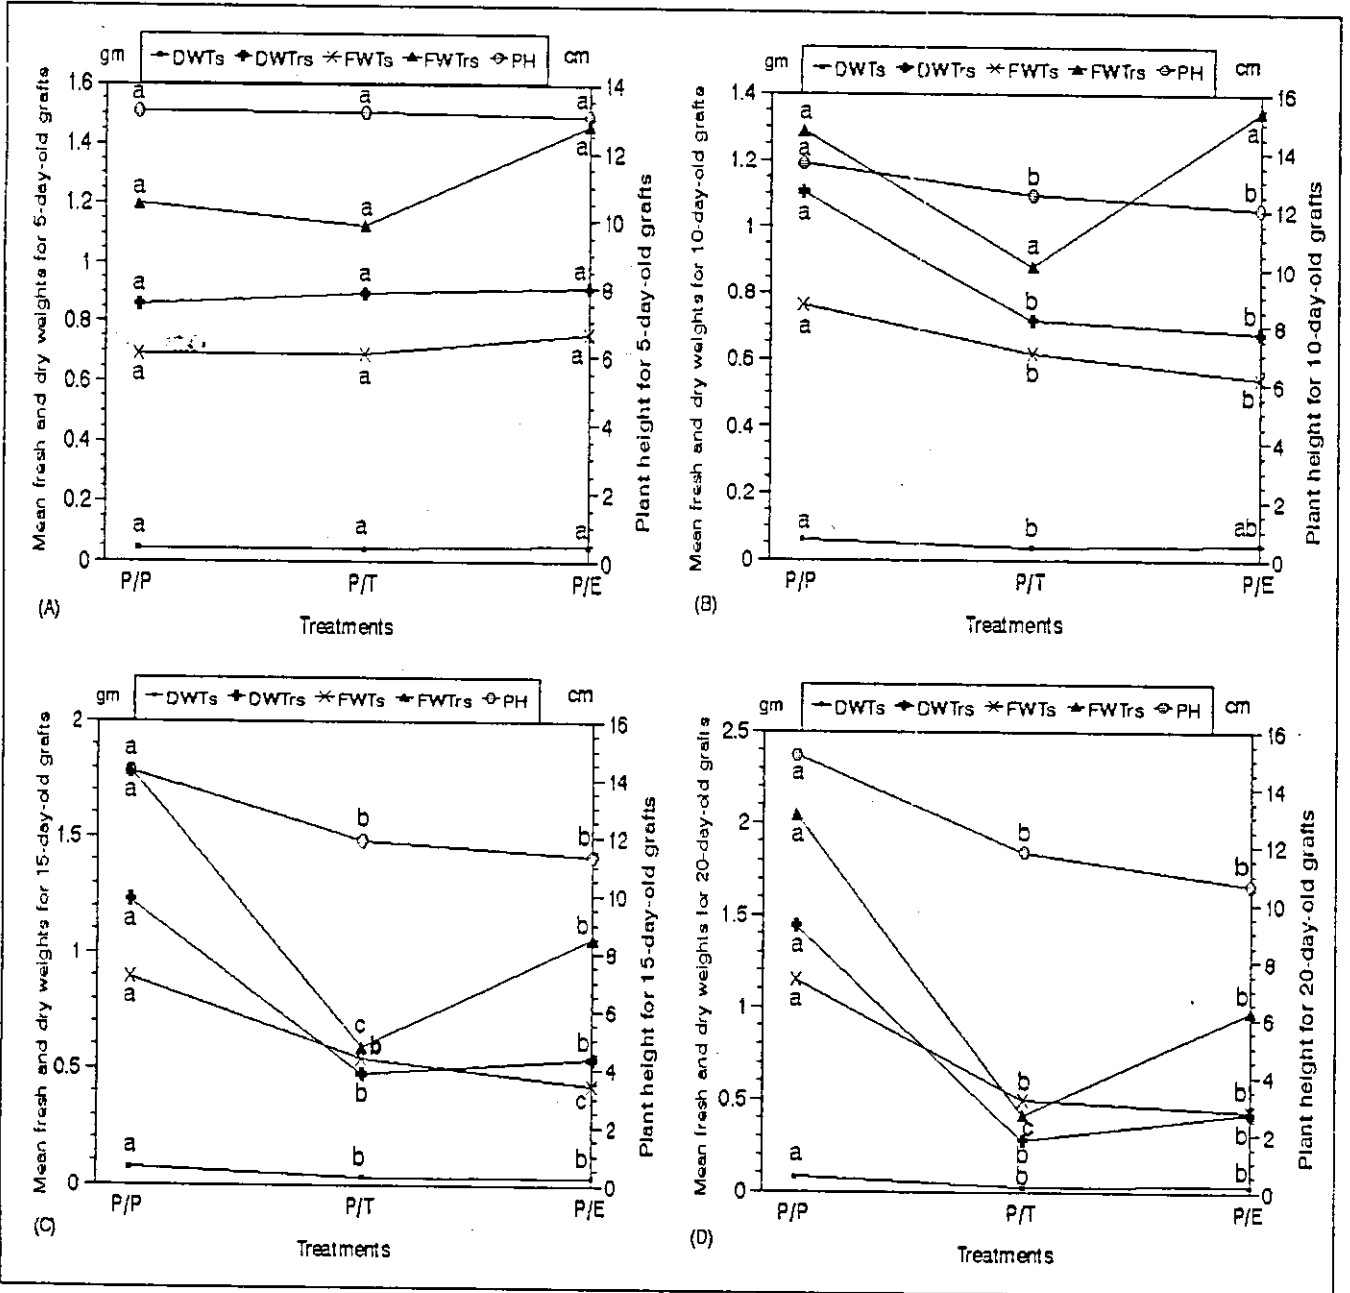 gm DWTs DWTrs FWTs FWTrs PH cm
Mean fresh and dry weights for 5-day-old grafts
1.6
1.4
1.2
1
0.8
0.6
0.4
0.2
0
a a a
a a a
a a a
a a a
a a a
14
12
10
8
6
4
2
0
Plant height for 5-day-old grafts
P/P P/T P/E
(A)
Treatments
gm DWTs DWTrs FWTs FWTrs PH cm
Mean fresh and dry weights for 10-day-old grafts
1.4
1.2
1
0.8
0.6
0.4
0.2
0
a a a
a b b
a b b
a b b
a b ab
16
14
12
10
8
6
4
2
0
Plant height for 10-day-old grafts
P/P P/T P/E
(B)
Treatments
gm DWTs DWTrs FWTs FWTrs PH cm
Mean fresh and dry weights for 15-day-old grafts
2
1.5
1
0.5
0
a b b
a c b
a b b
a b c
a b b
16
14
12
10
8
6
4
2
0
Plant height for 15-day-old grafts
P/P P/T P/E
(C)
Treatments
gm DWTs DWTrs FWTs FWTrs PH cm
Mean fresh and dry weights for 20-day-old grafts
2.5
2
1.5
1
0.5
0
a b b
a c b
a b b
a b b
a b b
16
14
12
10
8
6
4
2
0
Plant height for 20-day-old grafts
P/P P/T P/E
(D)
Treatments